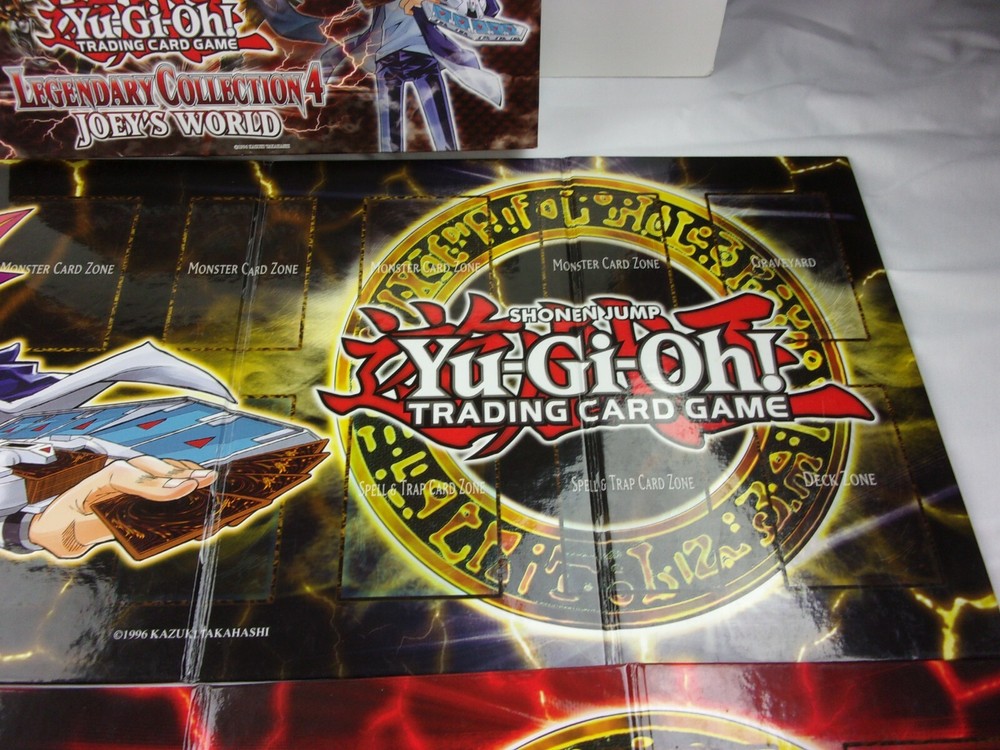 Yu-Gi-Oh!
TRADING CARD GAME
LEGENDARY COLLECTION 4
JOEY'S WORLD
MONSTER CARD ZONE
MONSTER CARD ZONE
MONSTER CARD ZONE
MONSTER CARD ZONE
GRAVEYARD
SHONEN JUMP
Yu-Gi-Oh!
TRADING CARD GAME
SPELL & TRAP CARD ZONE
SPELL & TRAP CARD ZONE
DECK ZONE
©1996 KAZUKI TAKAHASHI